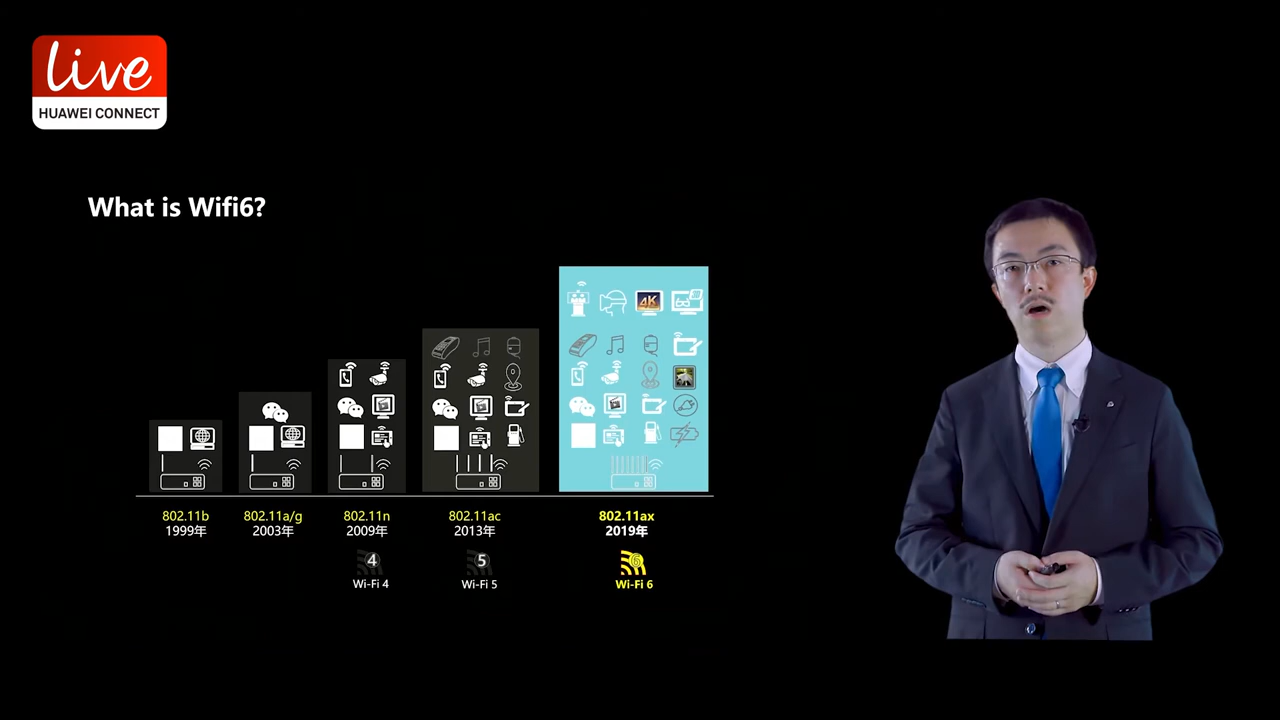 live
HUAWEI CONNECT
What is Wifi6?
4K
802.11b
1999年
802.11a/g
2003年
802.11n
2009年
802.11ac
2013年
802.11ax
2019年
4
Wi-Fi 4
5
Wi-Fi 5
6
Wi-Fi 6